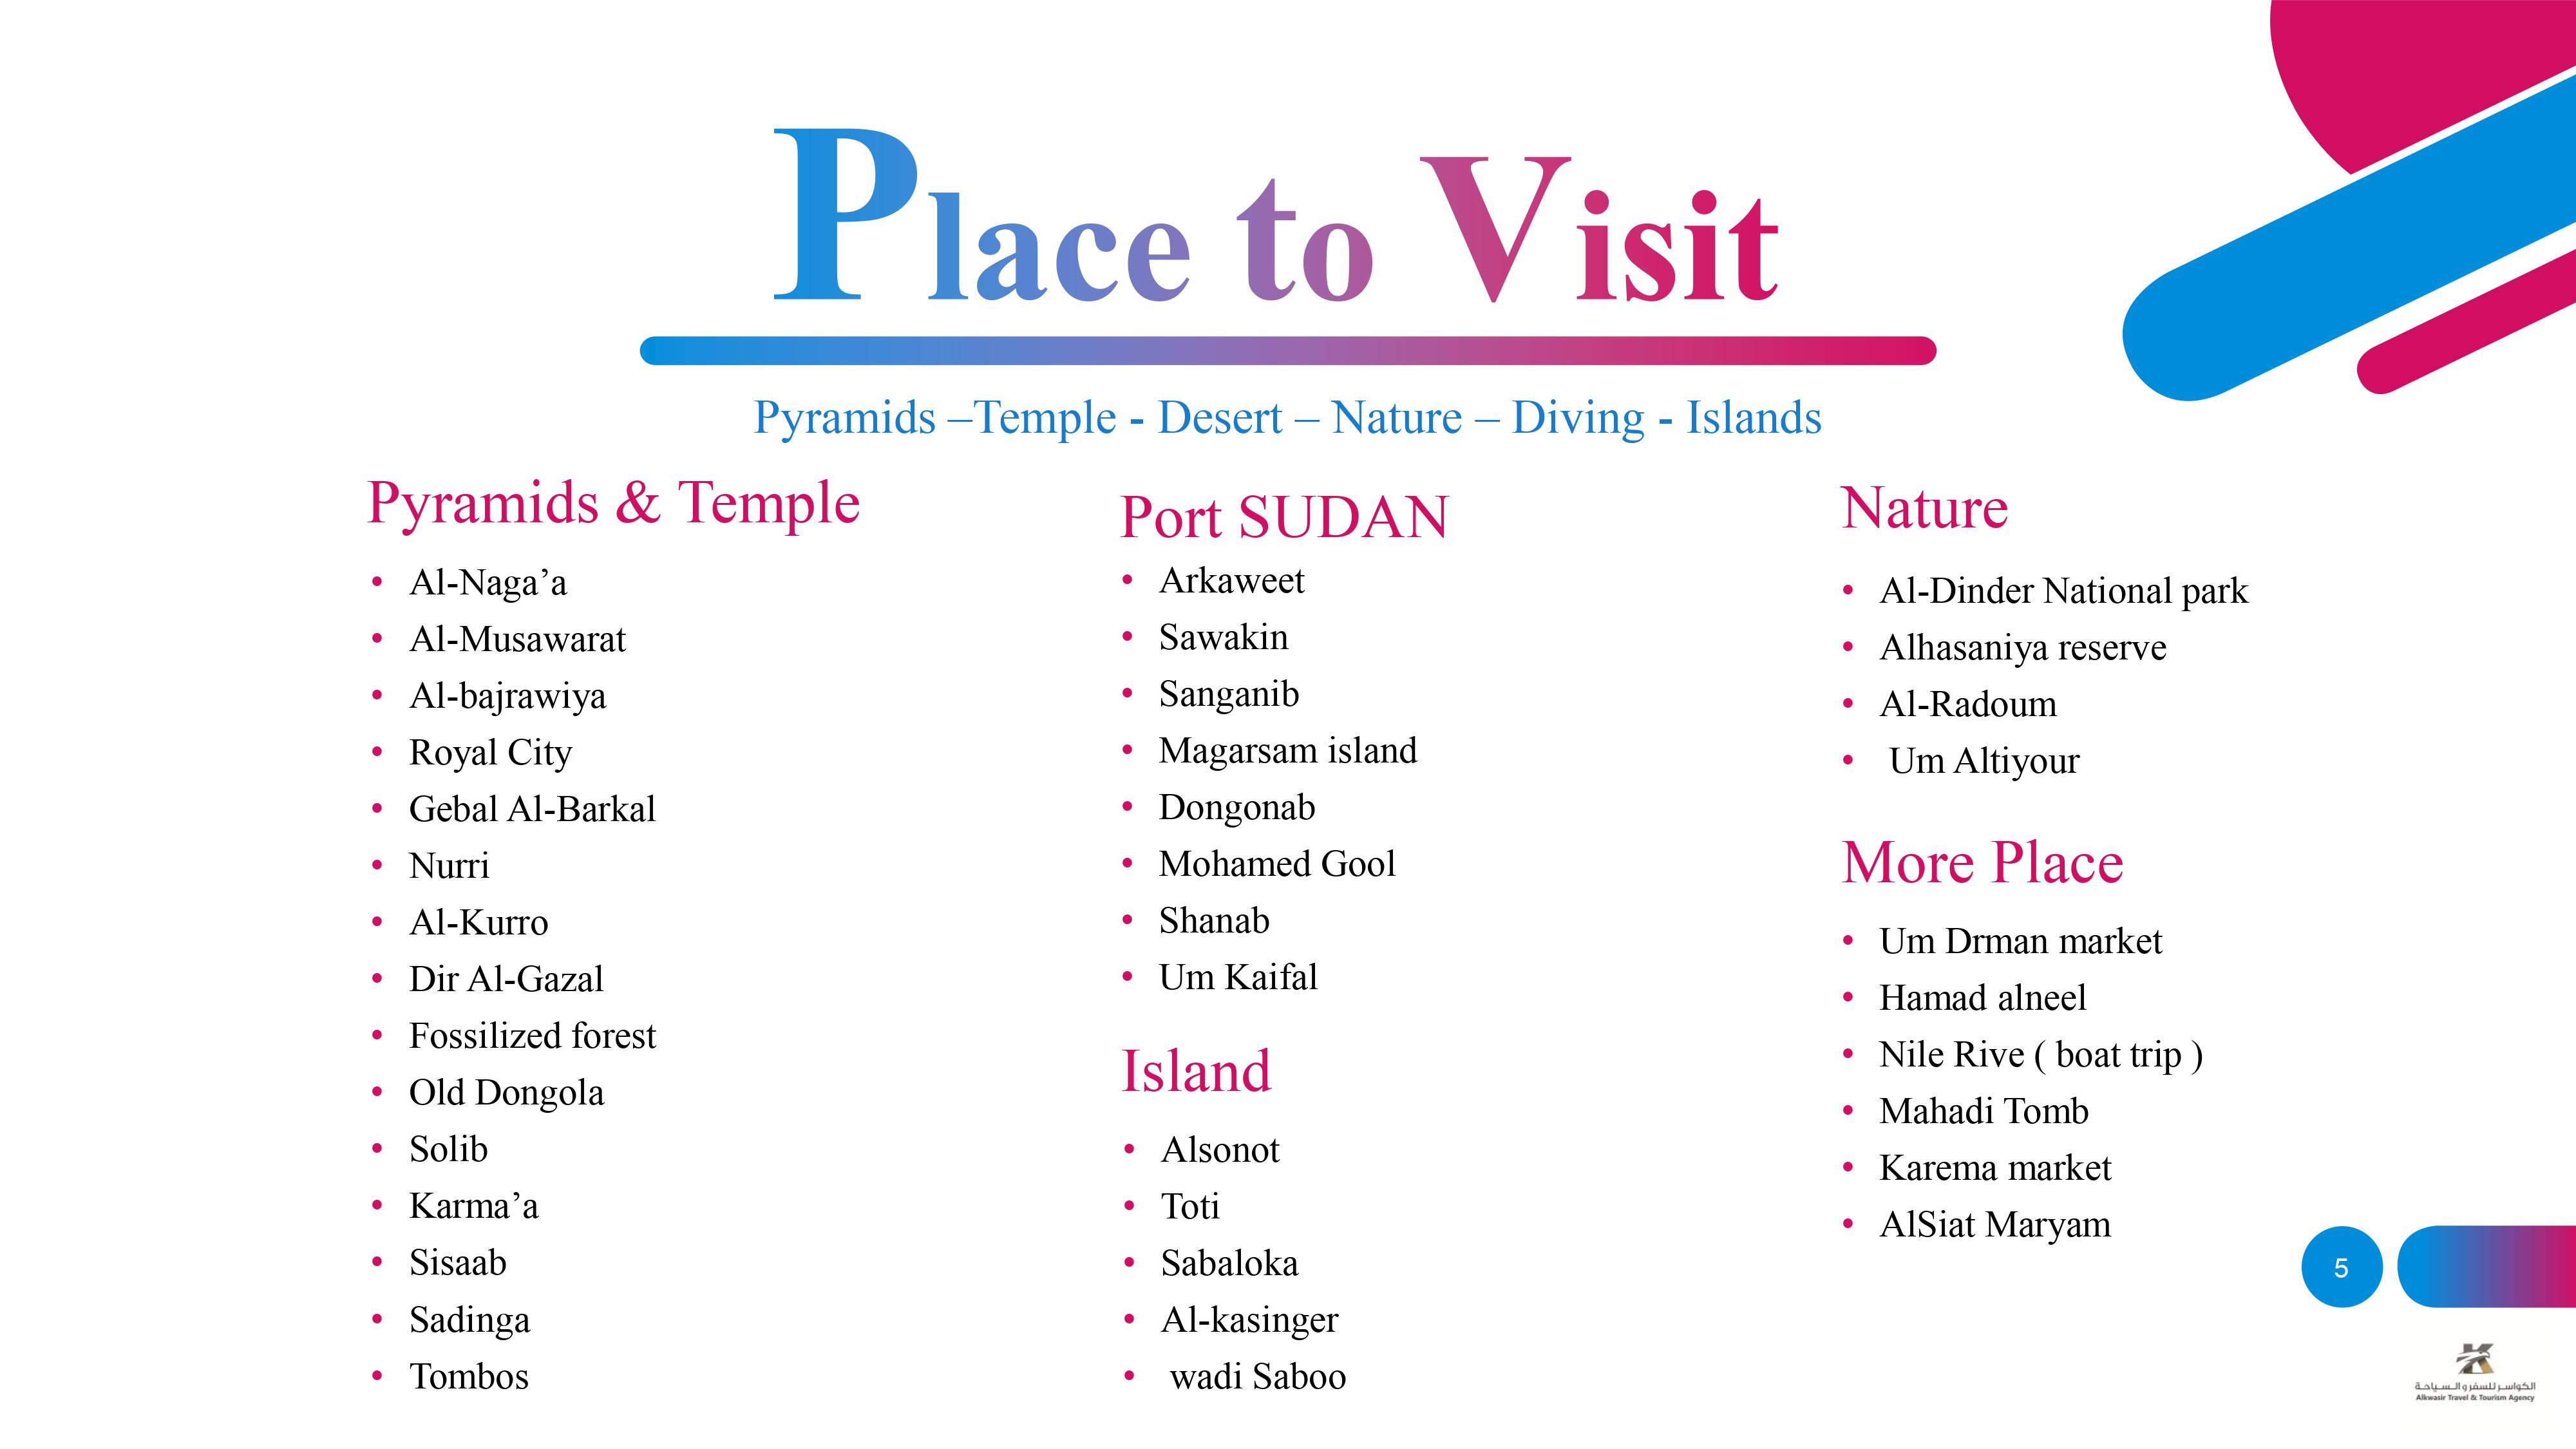 Place to Visit
Pyramids –Temple - Desert – Nature – Diving - Islands
Pyramids & Temple
• Al-Naga’a
• Al-Musawarat
• Al-bajrawiya
• Royal City
• Gebal Al-Barkal
• Nurri
• Al-Kurro
• Dir Al-Gazal
• Fossilized forest
• Old Dongola
• Solib
• Karma’a
• Sisaab
• Sadinga
• Tombos
Port SUDAN
• Arkaweet
• Sawakin
• Sanganib
• Magarsam island
• Dongonab
• Mohamed Gool
• Shanab
• Um Kaifal
Island
• Alsonot
• Toti
• Sabaloka
• Al-kasinger
• wadi Saboo
Nature
• Al-Dinder National park
• Alhasaniya reserve
• Al-Radoum
• Um Altiyour
More Place
• Um Drman market
• Hamad alneel
• Nile Rive ( boat trip )
• Mahadi Tomb
• Karema market
• AlSiat Maryam
5
الكواسر للسفر و السياحة
Alkwasir Travel & Tourism Agency